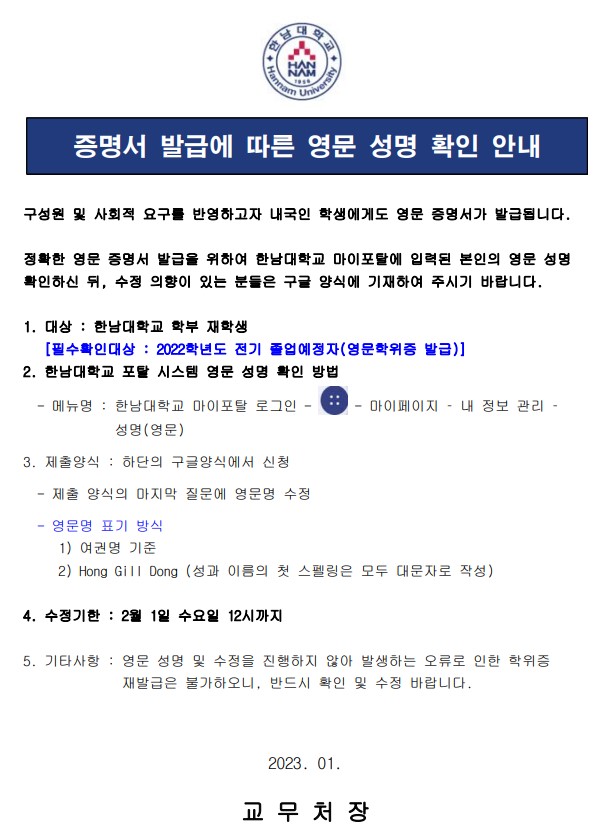 한남대학교
HAN
NAM
1956
Hannam University
증명서 발급에 따른 영문 성명 확인 안내
구성원 및 사회적 요구를 반영하고자 내국인 학생에게도 영문 증명서가 발급됩니다.
정확한 영문 증명서 발급을 위하여 한남대학교 마이포탈에 입력된 본인의 영문 성명
확인하신 뒤, 수정 의향이 있는 분들은 구글 양식에 기재하여 주시기 바랍니다.
1. 대상 : 한남대학교 학부 재학생
[필수확인대상 : 2022학년도 전기 졸업예정자(영문학위증 발급)]
2. 한남대학교 포탈 시스템 영문 성명 확인 방법
- 메뉴명 : 한남대학교 마이포탈 로그인 - - 마이페이지 - 내 정보 관리 -
성명(영문)
3. 제출양식 : 하단의 구글양식에서 신청
- 제출 양식의 마지막 질문에 영문명 수정
- 영문명 표기 방식
1) 여권명 기준
2) Hong Gill Dong (성과 이름의 첫 스펠링은 모두 대문자로 작성)
4. 수정기한 : 2월 1일 수요일 12시까지
5. 기타사항 : 영문 성명 및 수정을 진행하지 않아 발생하는 오류로 인한 학위증
재발급은 불가하오니, 반드시 확인 및 수정 바랍니다.
2023. 01.
교 무 처 장